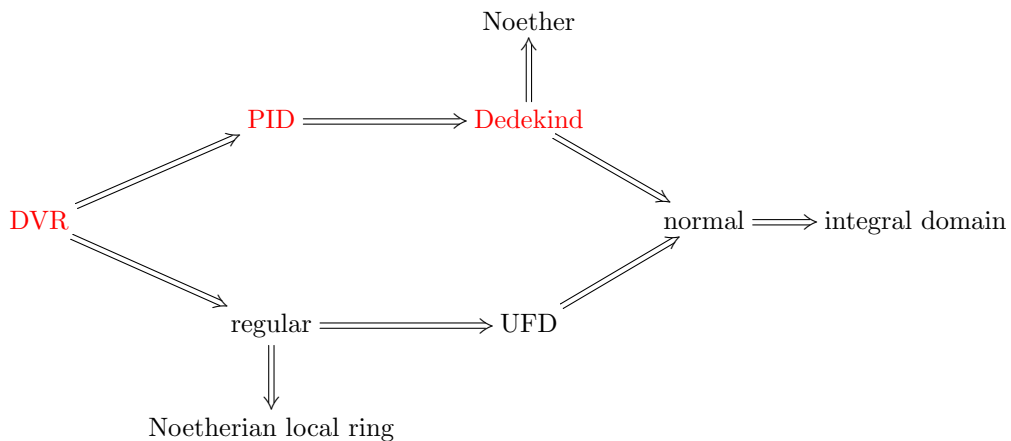 Noether
PID
Dedekind
DVR
normal
integral domain
regular
UFD
Noetherian local ring